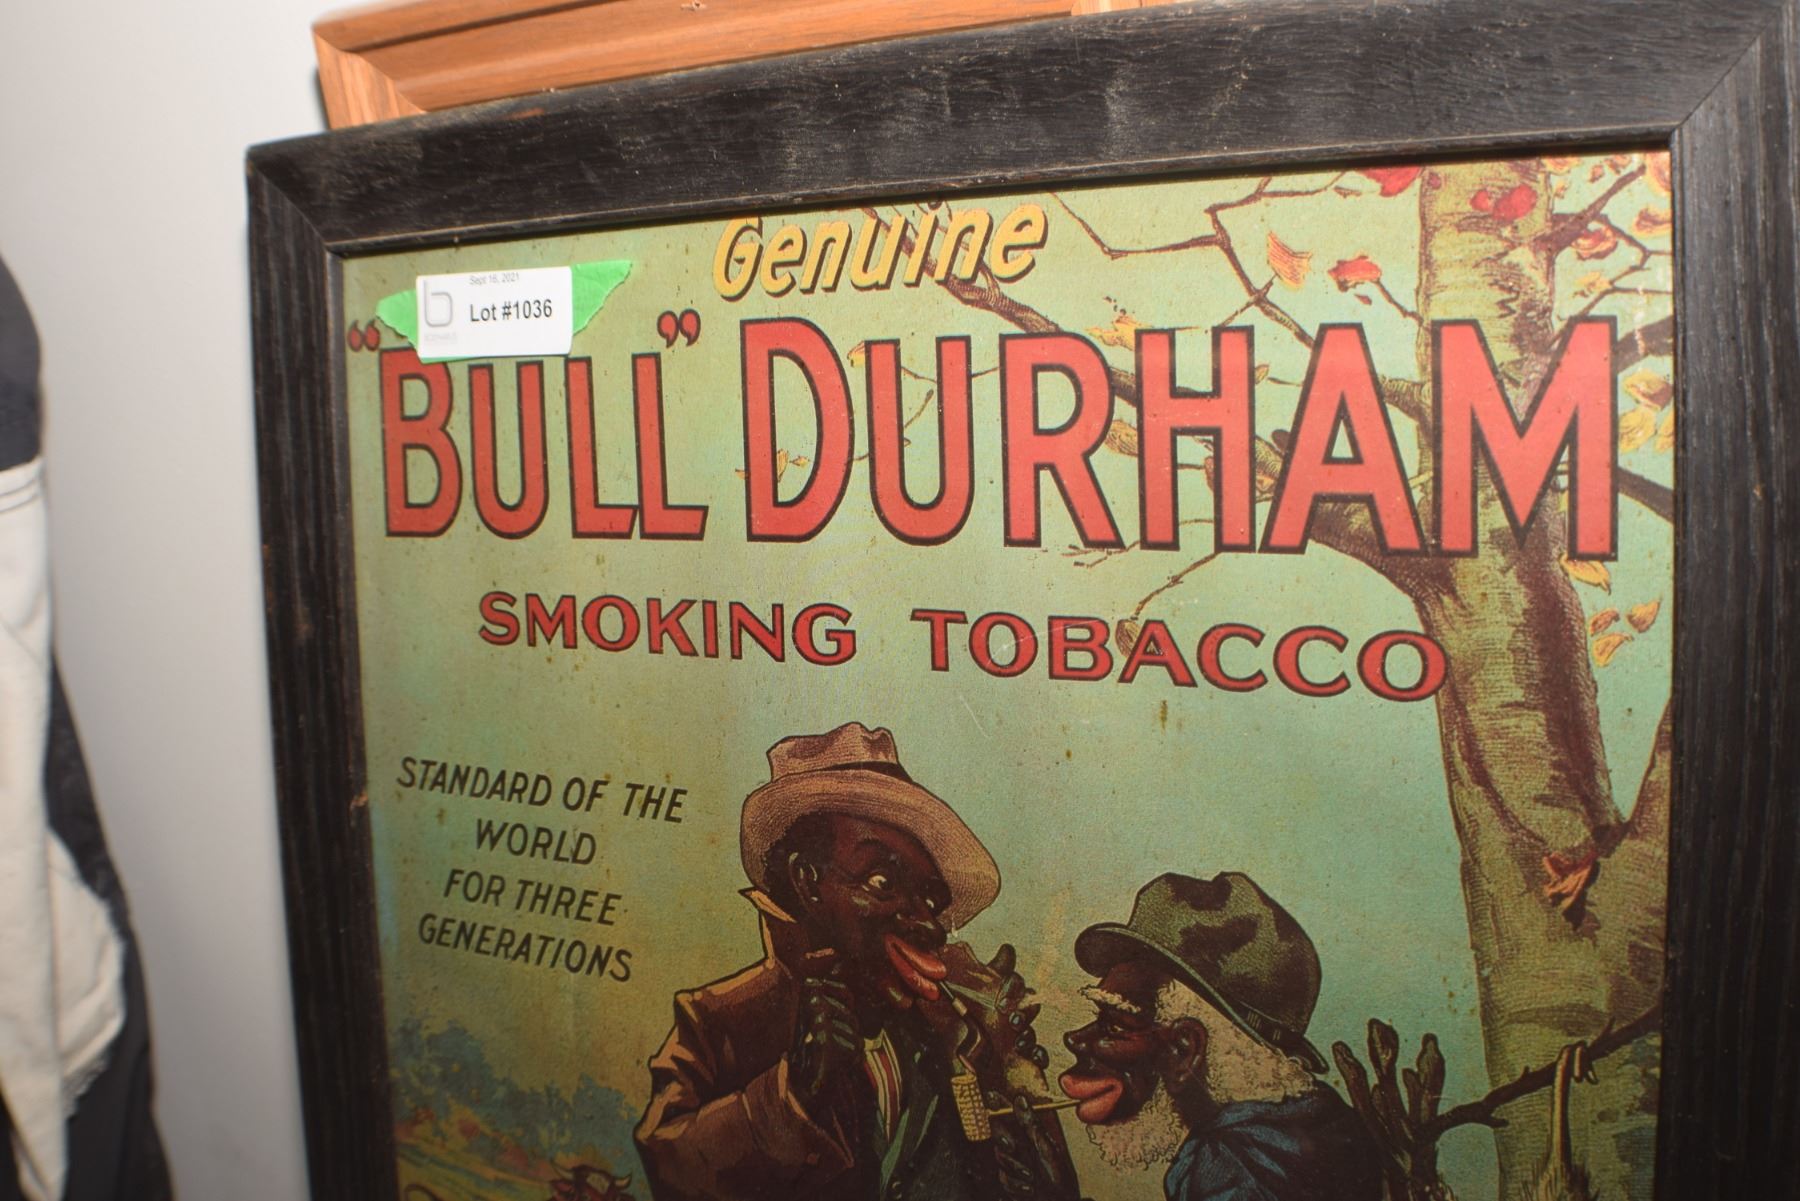 Sept 16, 2021
Lot #1036
Genuine
"BULL" DURHAM
SMOKING TOBACCO
STANDARD OF THE
WORLD
FOR THREE
GENERATIONS